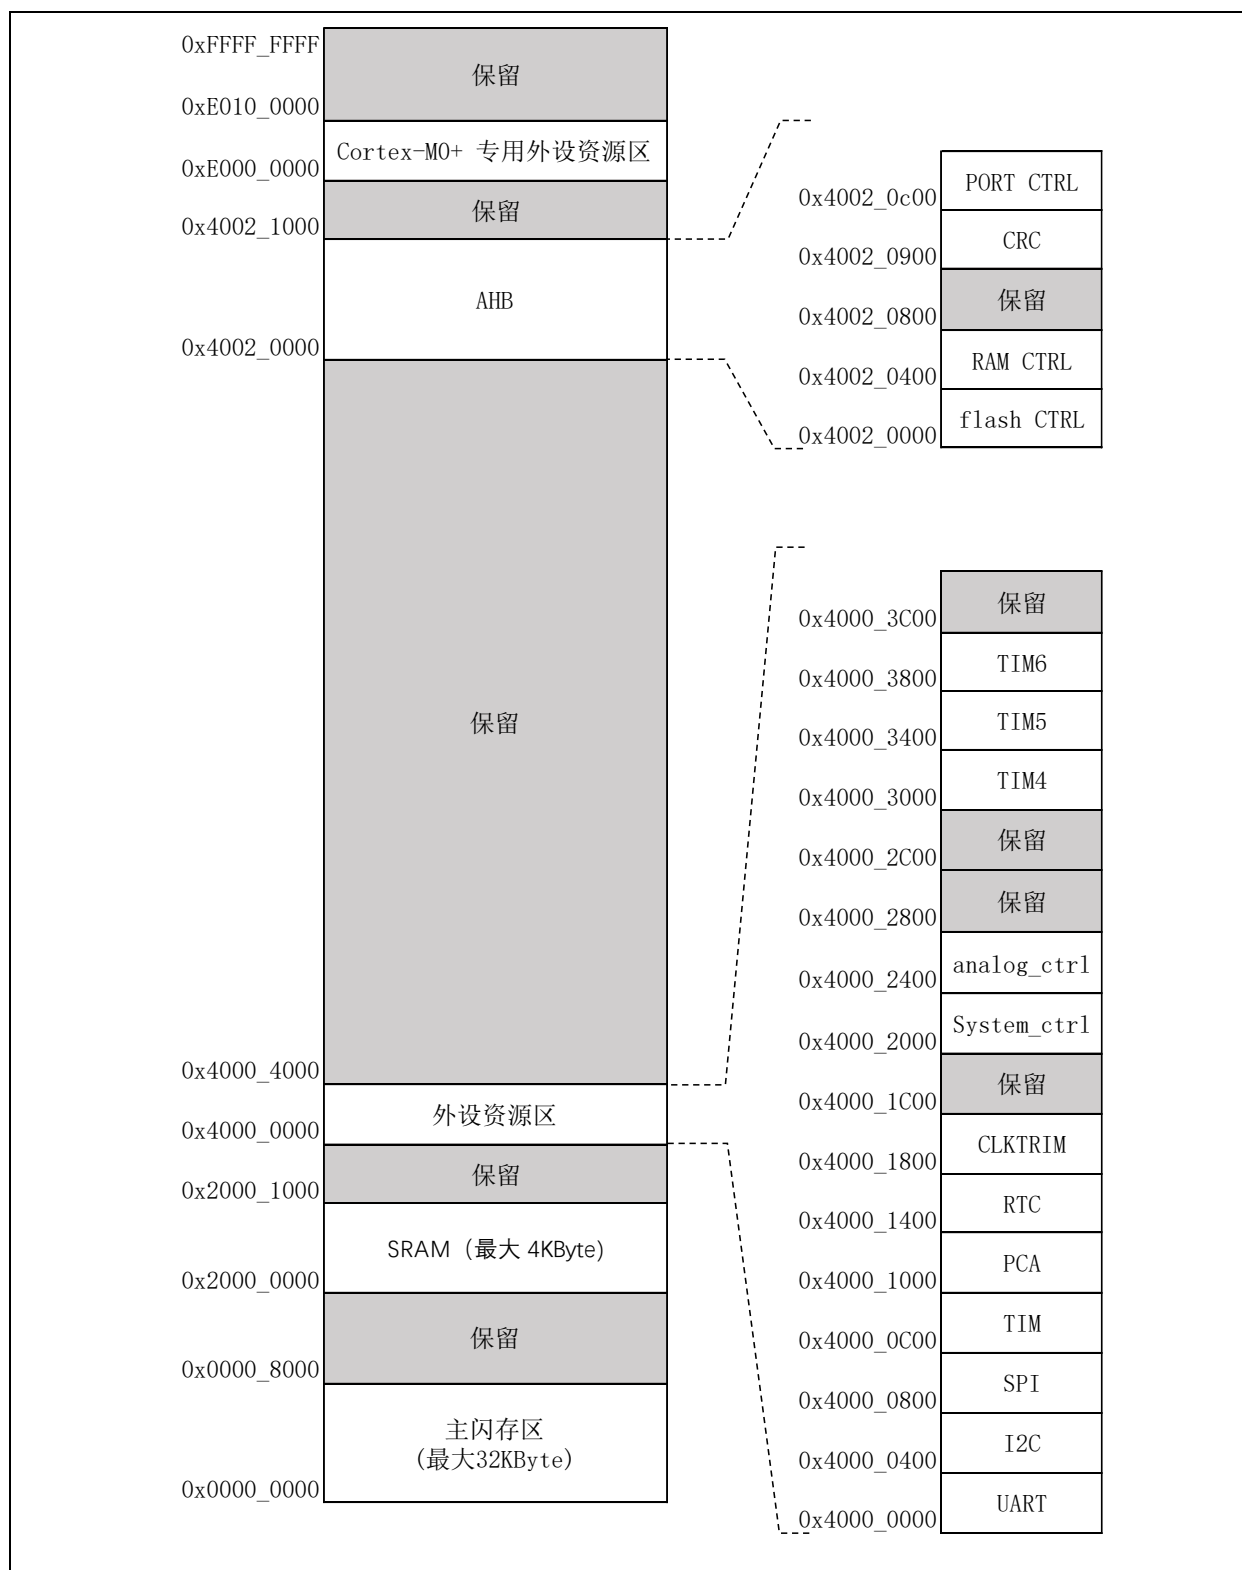 0xFFFF_FFFF
保留
0xE010_0000
Cortex-M0+ 专用外设资源区
0xE000_0000
保留
0x4002_1000
AHB
0x4002_0000
保留
0x4000_4000
外设资源区
0x4000_0000
保留
0x2000_1000
SRAM（最大 4KByte)
0x2000_0000
保留
0x0000_8000
主闪存区
(最大32KByte)
0x0000_0000
PORT CTRL
0x4002_0c00
CRC
0x4002_0900
保留
0x4002_0800
RAM CTRL
0x4002_0400
flash CTRL
0x4002_0000
保留
0x4000_3C00
TIM6
0x4000_3800
TIM5
0x4000_3400
TIM4
0x4000_3000
保留
0x4000_2C00
保留
0x4000_2800
analog_ctrl
0x4000_2400
System_ctrl
0x4000_2000
保留
0x4000_1C00
CLKTRIM
0x4000_1800
RTC
0x4000_1400
PCA
0x4000_1000
TIM
0x4000_0C00
SPI
0x4000_0800
I2C
0x4000_0400
UART
0x4000_0000